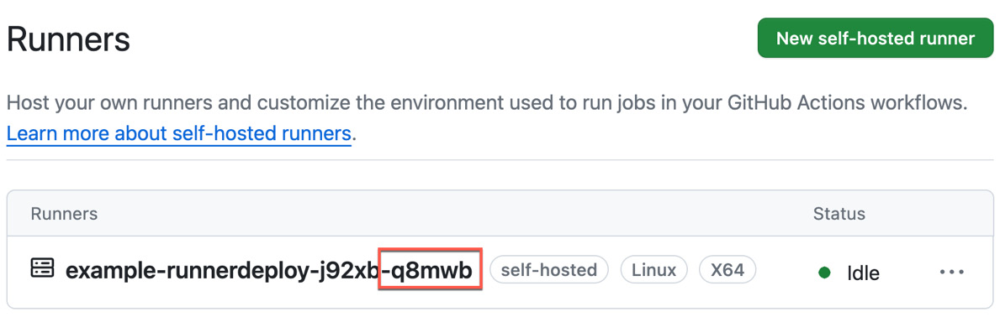 Runners
New self-hosted runner
Host your own runners and customize the environment used to run jobs in your GitHub Actions workflows.
Learn more about self-hosted runners.
Runners Status
example-runnerdeploy-j92xb-q8mwb self-hosted Linux X64 Idle